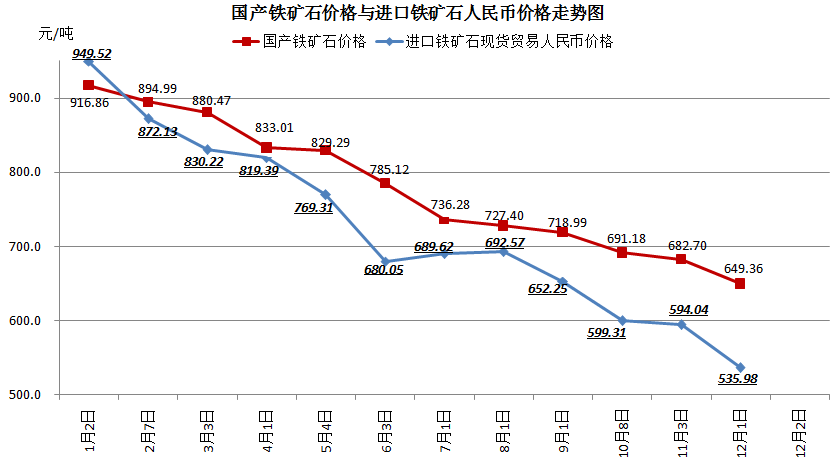 国产铁矿石价格与进口铁矿石人民币价格走势图
元/吨
国产铁矿石价格 进口铁矿石现货贸易人民币价格
949.52
916.86
894.99
872.13
880.47
830.22
833.01
819.39
829.29
769.31
785.12
680.05
736.28
689.62
727.40
692.57
718.99
652.25
691.18
599.31
682.70
594.04
649.36
535.98
900.0
800.0
700.0
600.0
500.0
1月2日
2月7日
3月3日
4月1日
5月4日
6月3日
7月1日
8月1日
9月1日
10月8日
11月3日
12月1日
12月2日